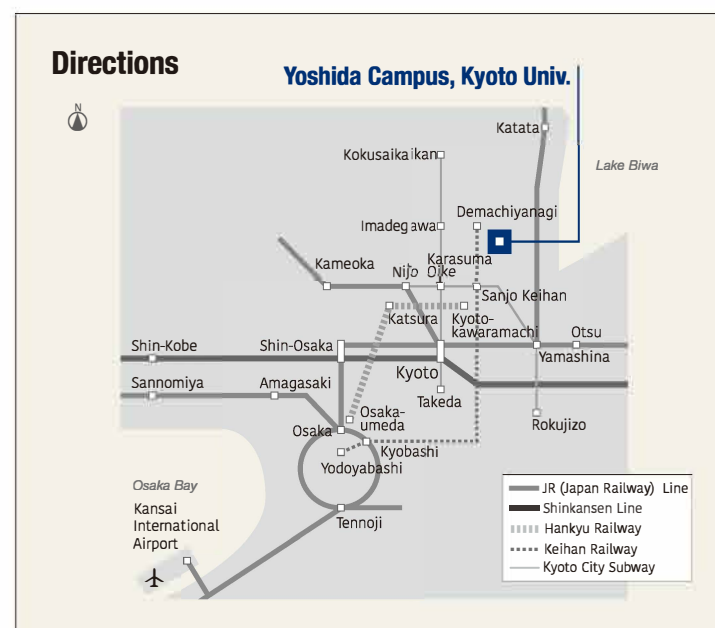 Directions
Yoshida Campus, Kyoto Univ.
N
Katata
Kokusaikaikan
Lake Biwa
Demachiyanagi
Imadegawa
Karasuma
Kameoka
Nijo Oike
Sanjo Keihan
Katsura
Kyoto-
kawaramachi
Otsu
Shin-Kobe
Shin-Osaka
Yamashina
Kyoto
Sannomiya
Amagasaki
Takeda
Osaka-
umeda
Rokujizo
Osaka
Kyobashi
Yodoyabashi
Osaka Bay
Kansai
International
Airport
Tennoji
JR (Japan Railway) Line
Shinkansen Line
Hankyu Railway
Keihan Railway
Kyoto City Subway